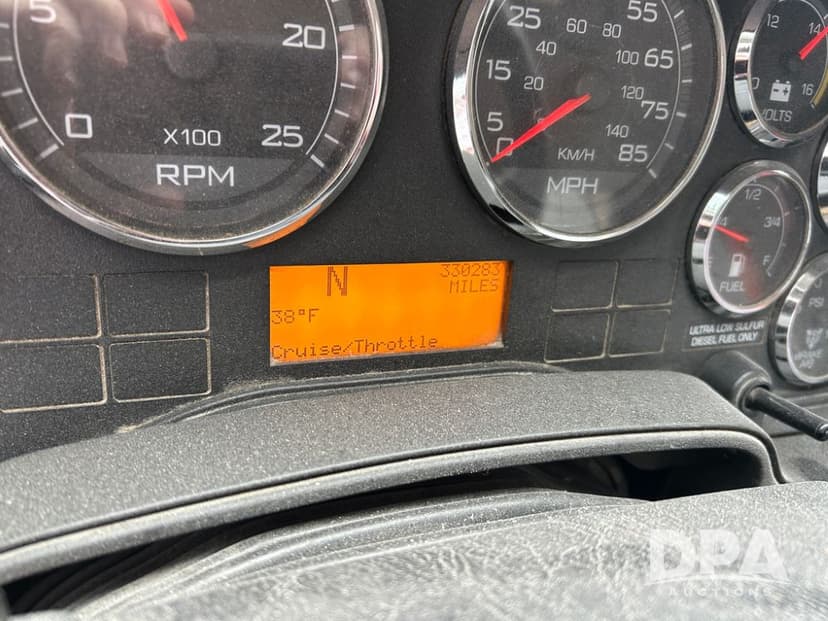 5
20
0
X100
25
RPM
55
25
60
80
65
40
15
100
20
120
75
5
0
140
85
KM/H
MPH
12
14
16
VOLTS
1/2
3/4
F
FUEL
PSI
ULTRA LOW SULFUR
DIESEL FUEL ONLY
N
330283
MILES
38°F
Cruise/Throttle
DPA
AUCTIONS